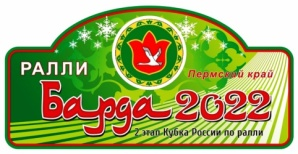 РАЛЛИ
Пермский край
Барда 2022
2 этап Кубка России по ралли